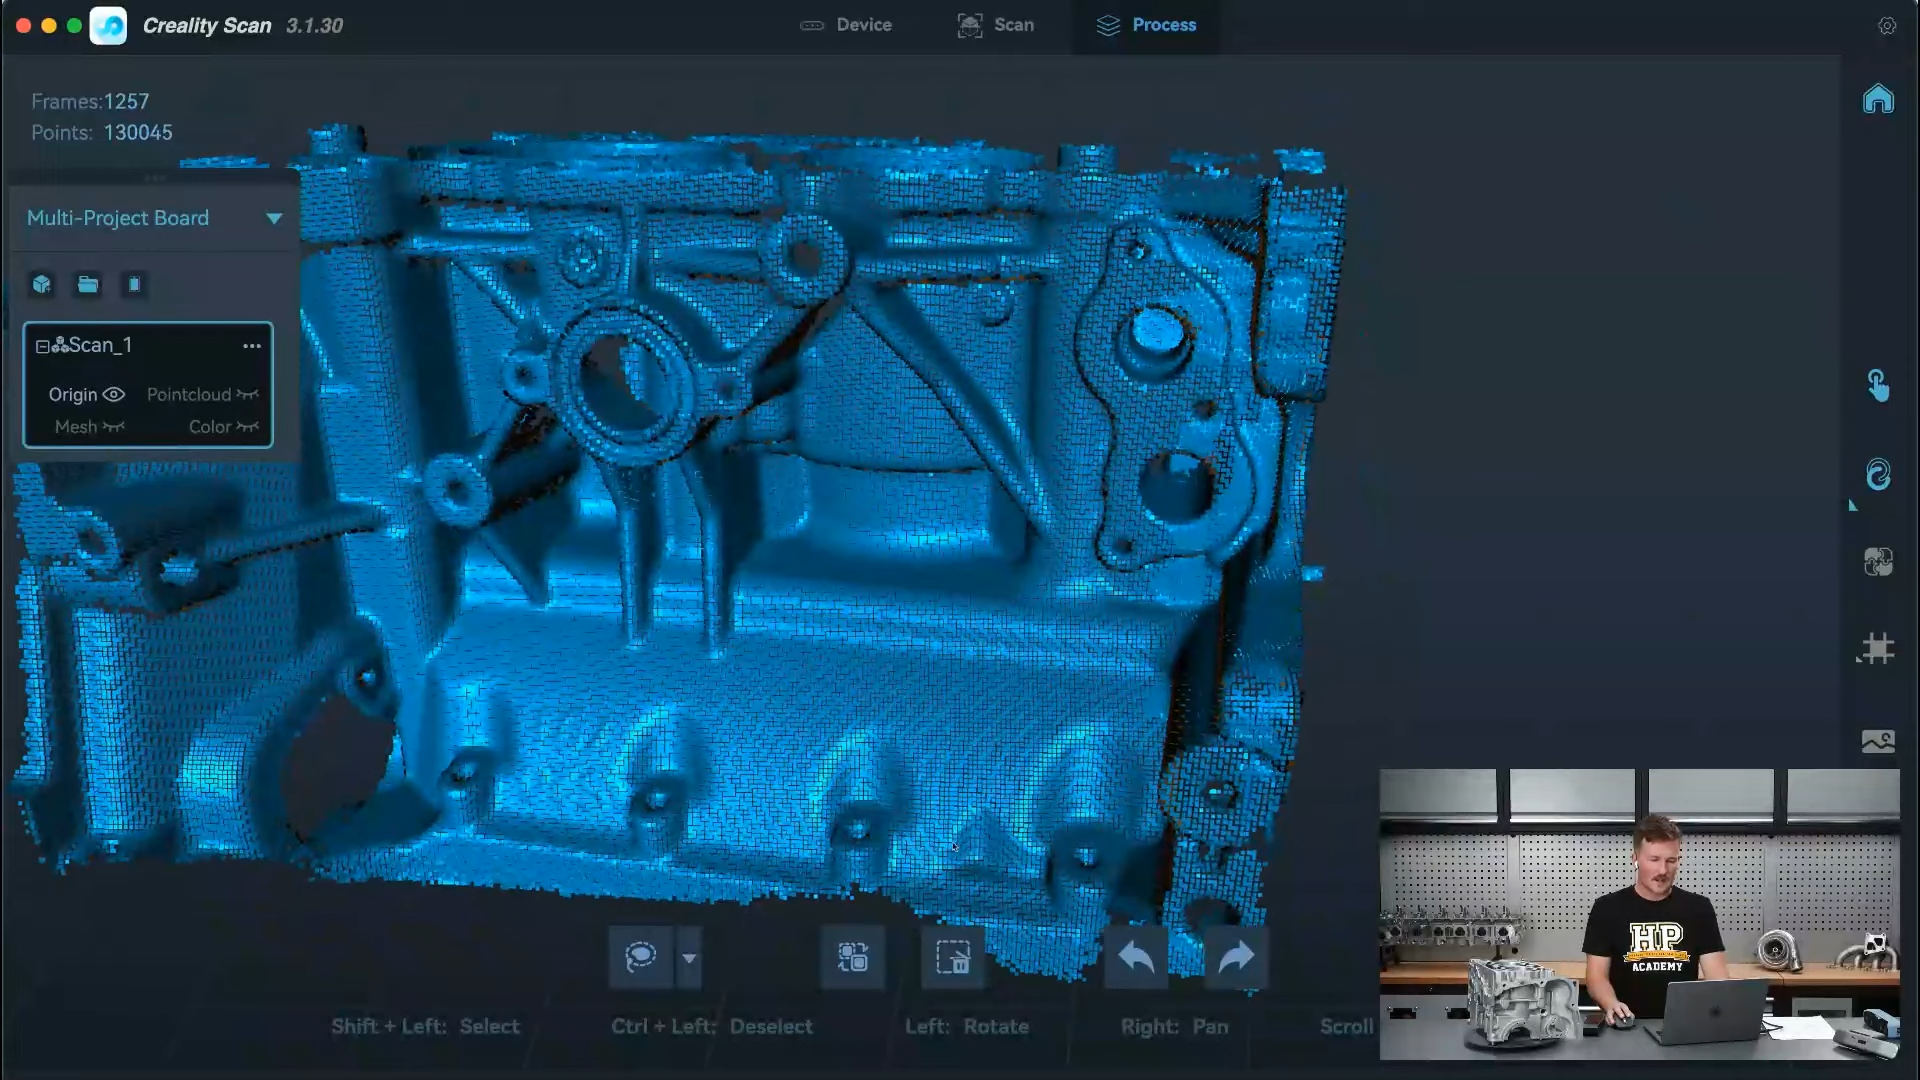 Creality Scan 3.1.30
Device
Scan
Process
Frames:1257
Points: 130045
Multi-Project Board
Scan_1
Origin
Pointcloud
Mesh
Color
Shift + Left: Select
Ctrl + Left: Deselect
Left: Rotate
Right: Pan
Scroll
HP
ACADEMY